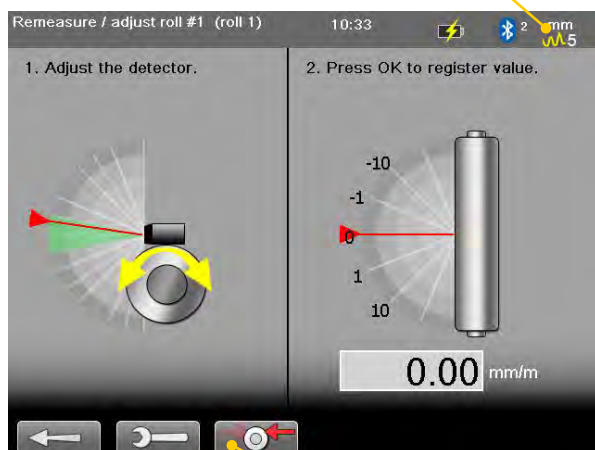 Remeasure / adjust roll #1 (roll 1)
10:33
2
mm
5
1. Adjust the detector.
2. Press OK to register value.
-10
-1
0
1
10
0.00 mm/m